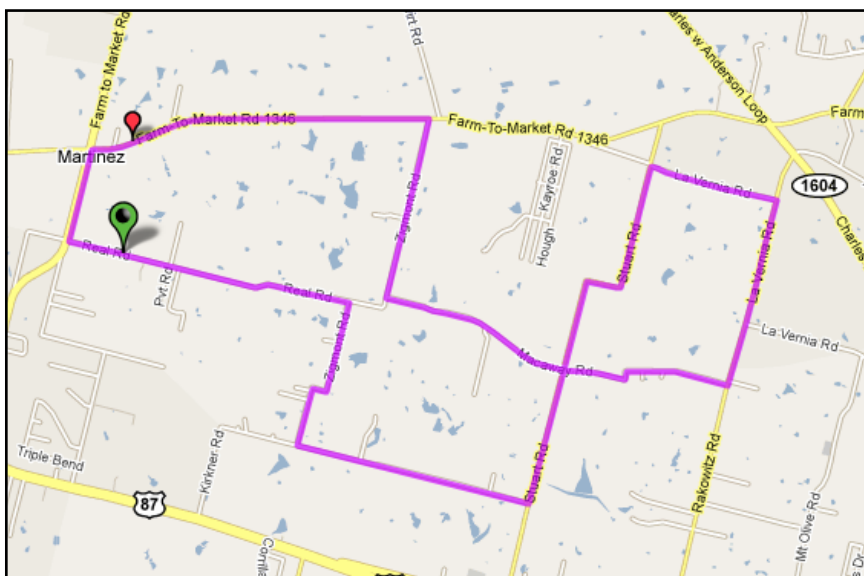 Farm to Market Rd
Charles w Anderson Loop
Farm-To-Market Rd 1346
Farm-To-Market Rd 1346
Farm
Martinez
Hough - Kayroe Rd
La Vernia Rd
1604
Charles
Zigmont Rd
Stuart Rd
La Vernia Rd
Real Rd
Pvt Rd
Real Rd
Zigmont Rd
La Vernia Rd
Macaway Rd
Kirkner Rd
Triple Bend
Stuart Rd
Rakowitz Rd
Mt Olive Rd
87